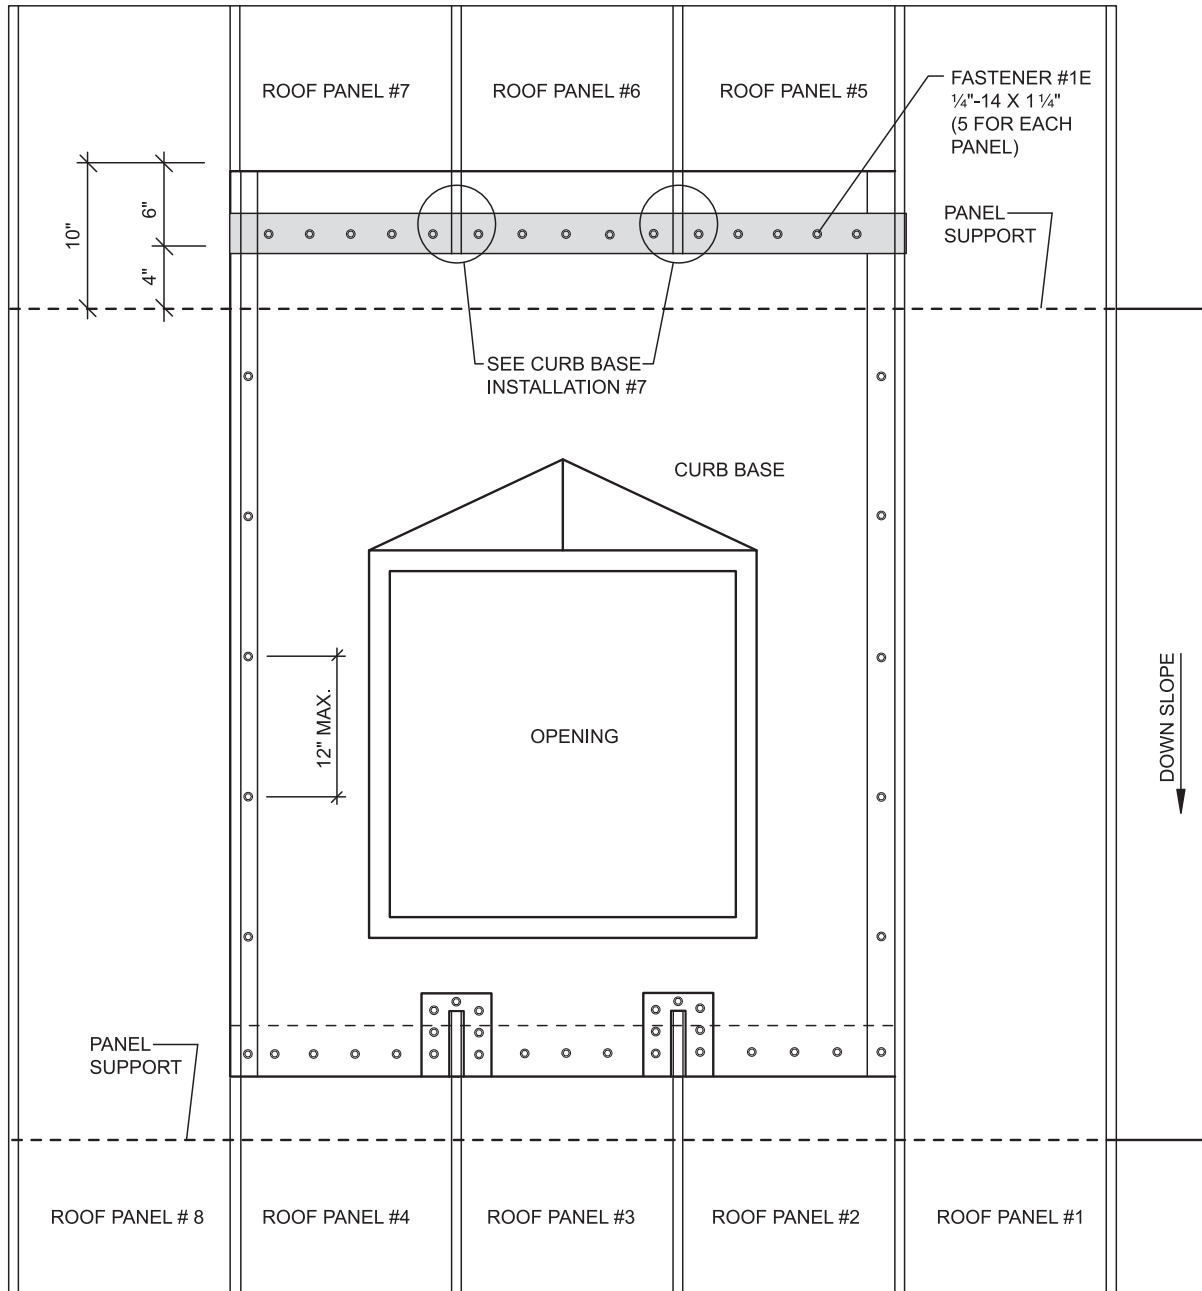 ROOF PANEL #7
ROOF PANEL #6
ROOF PANEL #5
FASTENER #1E
¼"-14 X 1¼"
(5 FOR EACH
PANEL)
10"
6"
4"
PANEL
SUPPORT
SEE CURB BASE
INSTALLATION #7
CURB BASE
12" MAX.
OPENING
DOWN SLOPE
PANEL
SUPPORT
ROOF PANEL # 8
ROOF PANEL #4
ROOF PANEL #3
ROOF PANEL #2
ROOF PANEL #1